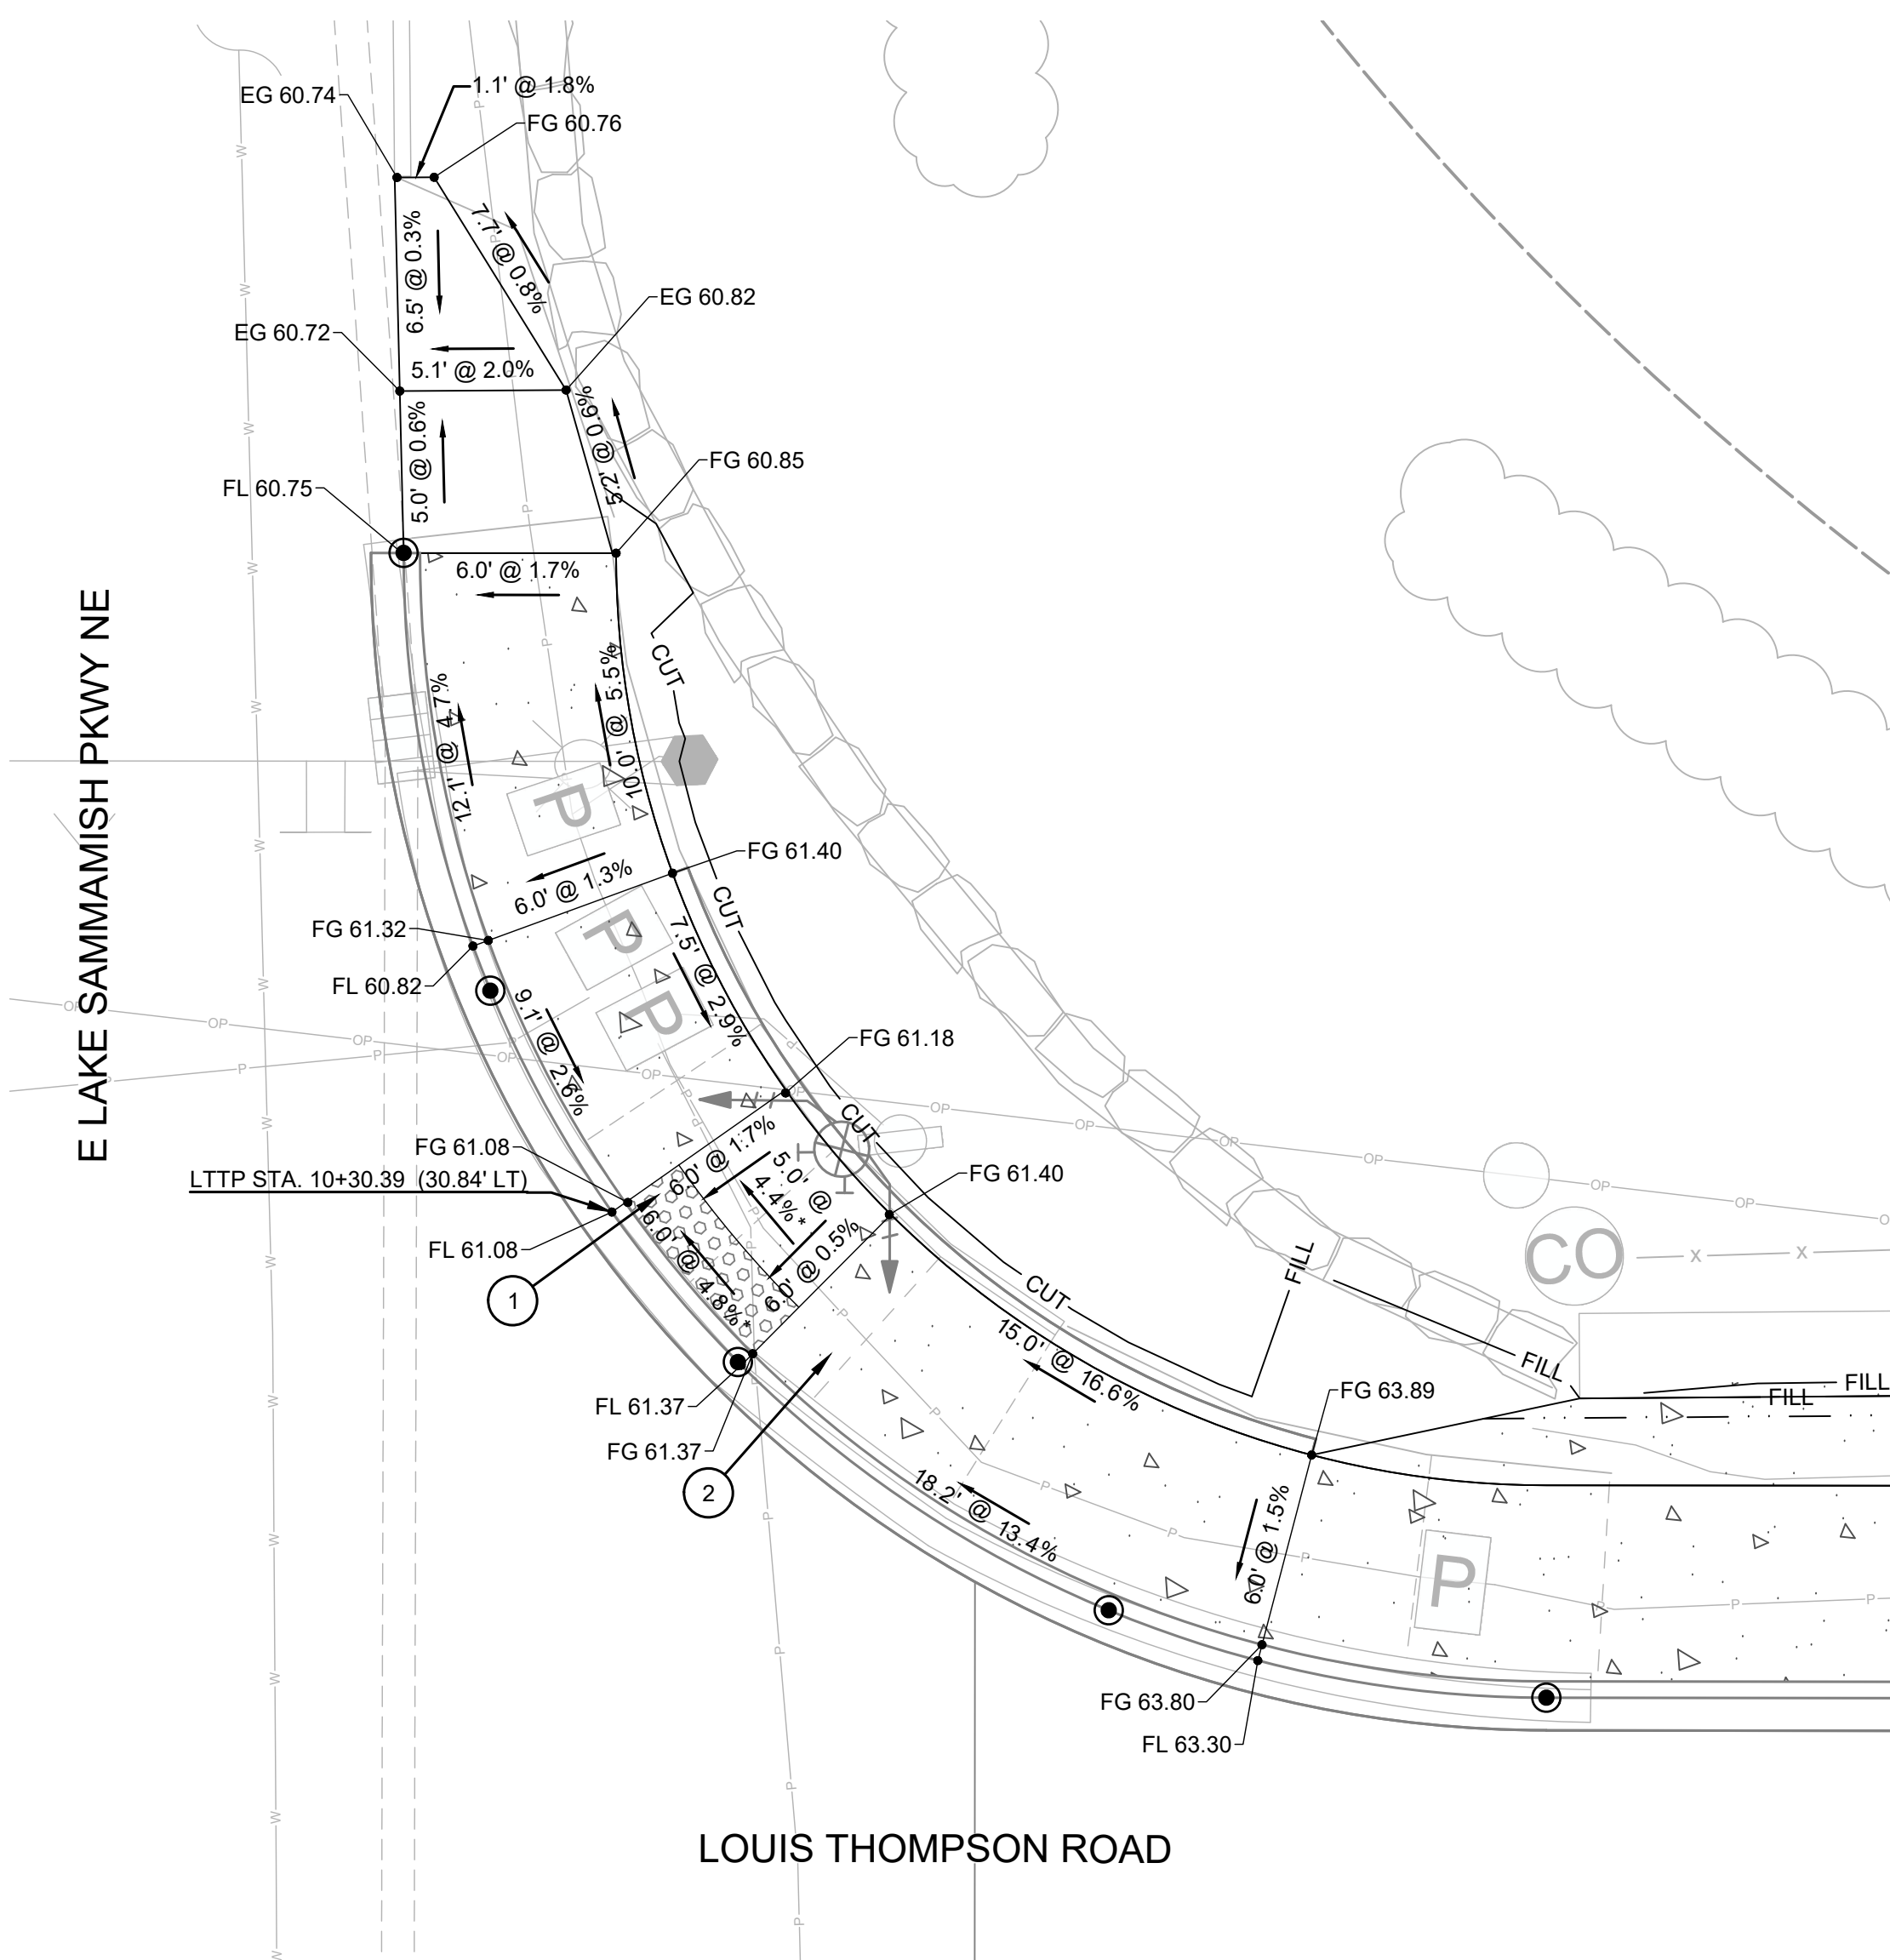 1.1' @ 1.8%
EG 60.74
FG 60.76
6.5' @ 0.3%
7.7' @ 0.8%
EG 60.82
EG 60.72
5.1' @ 2.0%
5.0' @ 0.6%
5.2' @ 0.6%
FG 60.85
FL 60.75
6.0' @ 1.7%
E LAKE SAMMAMISH PKWY NE
CUT
12.1' @ 4.7%
10.0' @ 5.5%
P
FG 61.40
6.0' @ 1.3%
CUT
FG 61.32
P
FL 60.82
7.5' @ 2.9%
P
9.1' @ 2.6%
FG 61.18
CUT
FG 61.08
6.0' @ 1.7%
LTTP STA. 10+30.39 (30.84' LT)
5.0' @
4.4%*
FG 61.40
FL 61.08
6.0' @ 4.8%*
6.0' @ 0.5%
1
CUT
FILL
CO
X X
15.0' @ 16.6%
FILL
FILL
FILL
FG 63.89
FL 61.37
FG 61.37
2
18.2' @ 13.4%
6.0' @ 1.5%
P
FG 63.80
FL 63.30
LOUIS THOMPSON ROAD
W
P
OP